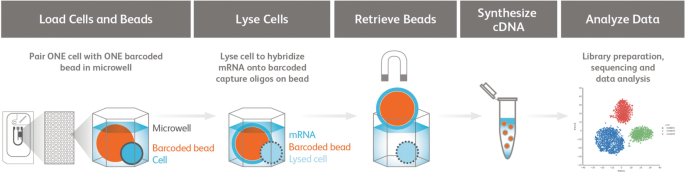 Load Cells and Beads
Lyse Cells
Retrieve Beads
Synthesize
cDNA
Analyze Data
Pair ONE cell with ONE barcoded
bead in microwell
Lyse cell to hybridize
mRNA onto barcoded
capture oligos on bead
Library preparation,
sequencing and
data analysis
Microwell
Barcoded bead
Cell
mRNA
Barcoded bead
Lysed cell